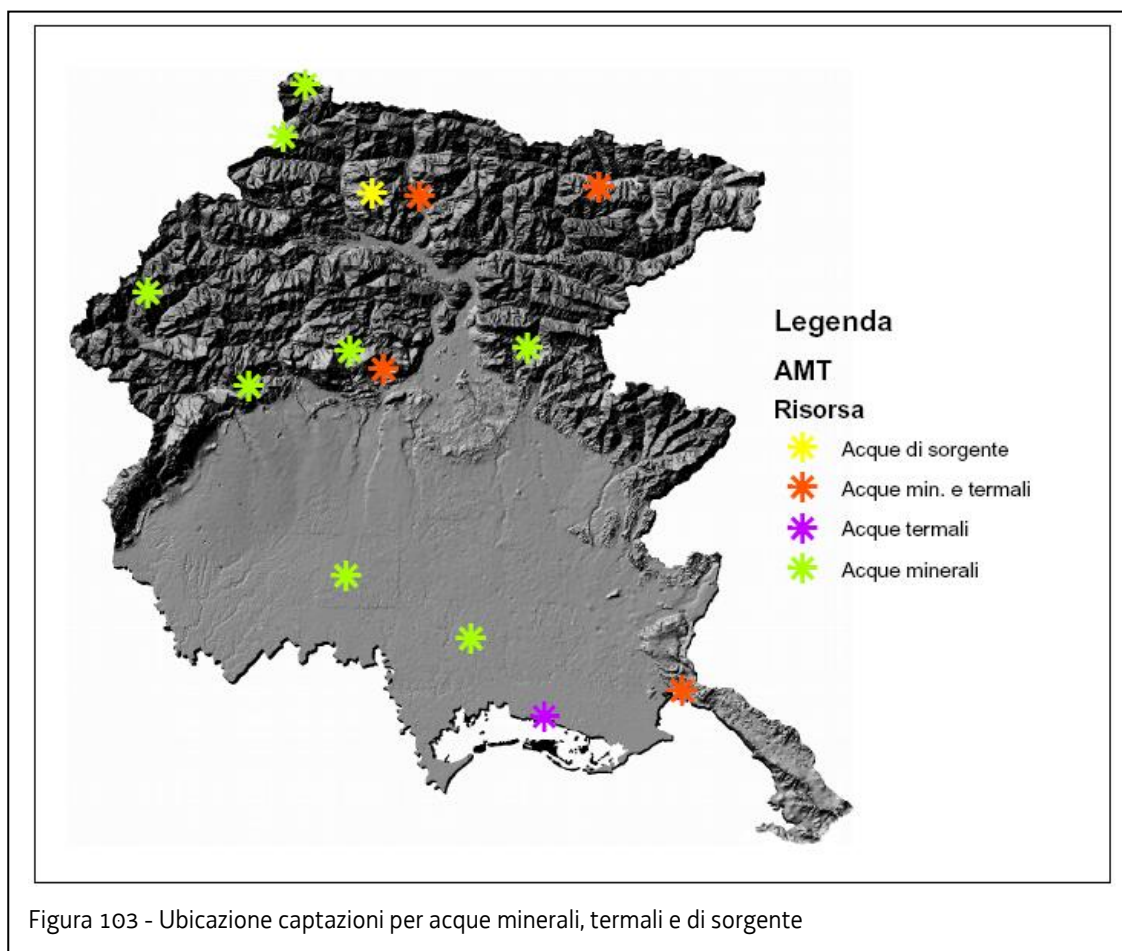 Legenda
AMT
Risorsa
Acque di sorgente
Acque min. e termali
Acque termali
Acque minerali
Figura 103 - Ubicazione captazioni per acque minerali, termali e di sorgente